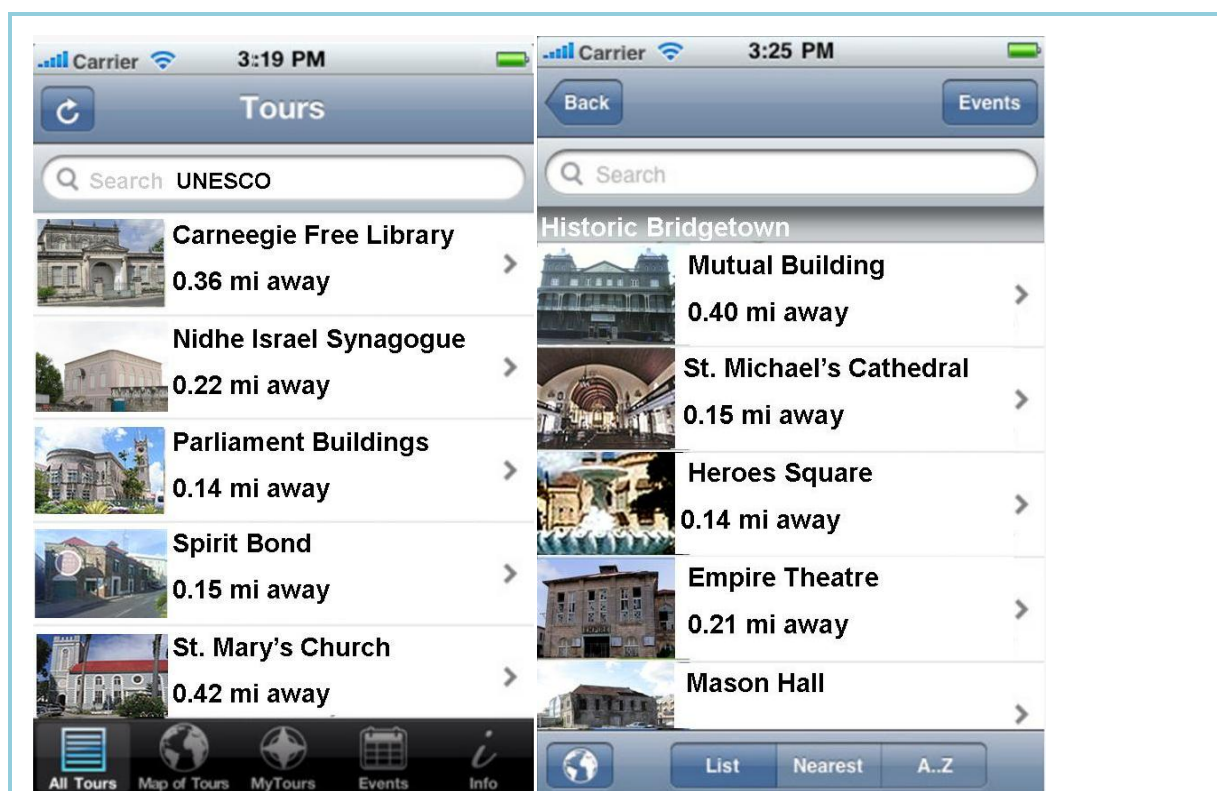 Carrier 3:19 PM
Tours
Search UNESCO
Carneegie Free Library
0.36 mi away
Nidhe Israel Synagogue
0.22 mi away
Parliament Buildings
0.14 mi away
Spirit Bond
0.15 mi away
St. Mary's Church
0.42 mi away
All Tours Map of Tours MyTours Events Info
Carrier 3:25 PM
Back Events
Search
Historic Bridgetown
Mutual Building
0.40 mi away
St. Michael's Cathedral
0.15 mi away
Heroes Square
0.14 mi away
Empire Theatre
0.21 mi away
EMPIRE
Mason Hall
List Nearest A..Z